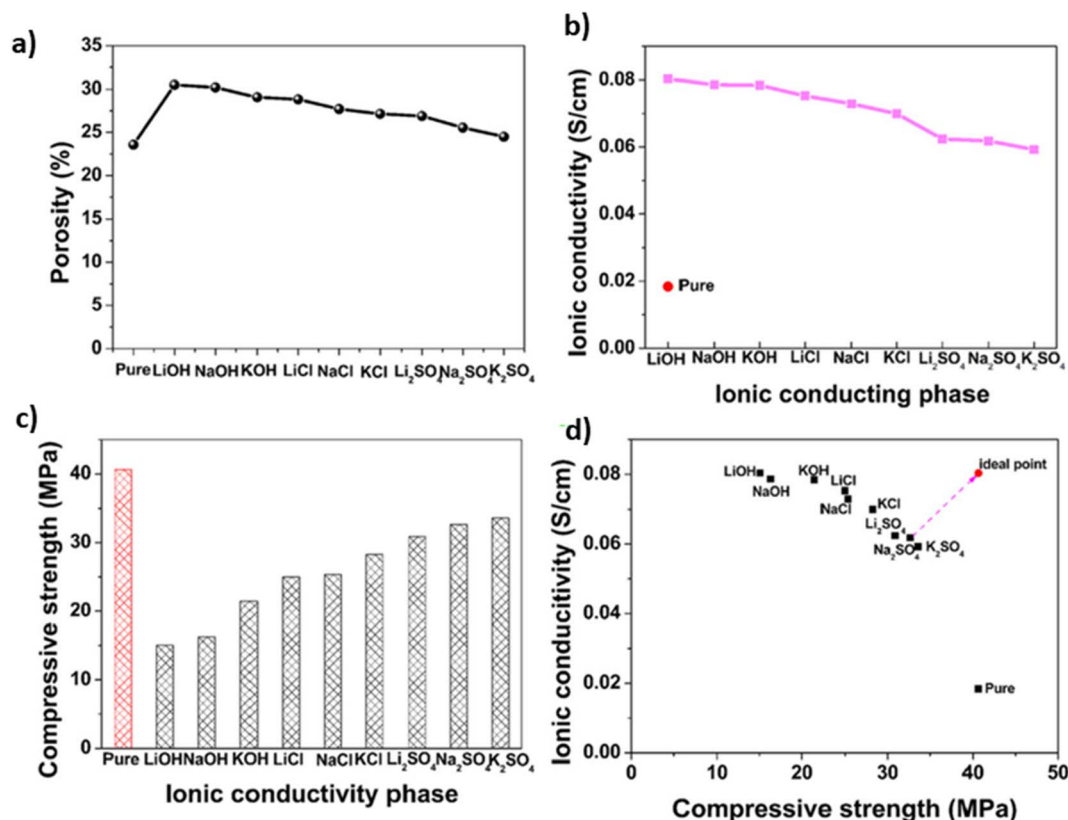 a)
35
30
25
20
15
10
5
0
Porosity (%)
Pure LiOH NaOH KOH LiCl NaCl KCl Li₂SO₄ Na₂SO₄ K₂SO₄
b)
0.08
0.06
0.04
0.02
0.00
Ionic conductivity (S/cm)
Pure
LiOH NaOH KOH LiCl NaCl KCl Li₂SO₄ Na₂SO₄ K₂SO₄
Ionic conducting phase
c)
40
30
20
10
0
Compressive strength (MPa)
Pure LiOH NaOH KOH LiCl NaCl KCl Li₂SO₄ Na₂SO₄ K₂SO₄
Ionic conductivity phase
d)
0.08
0.06
0.04
0.02
0.00
Ionic conducitivity (S/cm)
ideal point
LiOH
NaOH
KOH
LiCl
NaCl
KCl
Li₂SO₄
Na₂SO₄
K₂SO₄
Pure
0 10 20 30 40 50
Compressive strength (MPa)